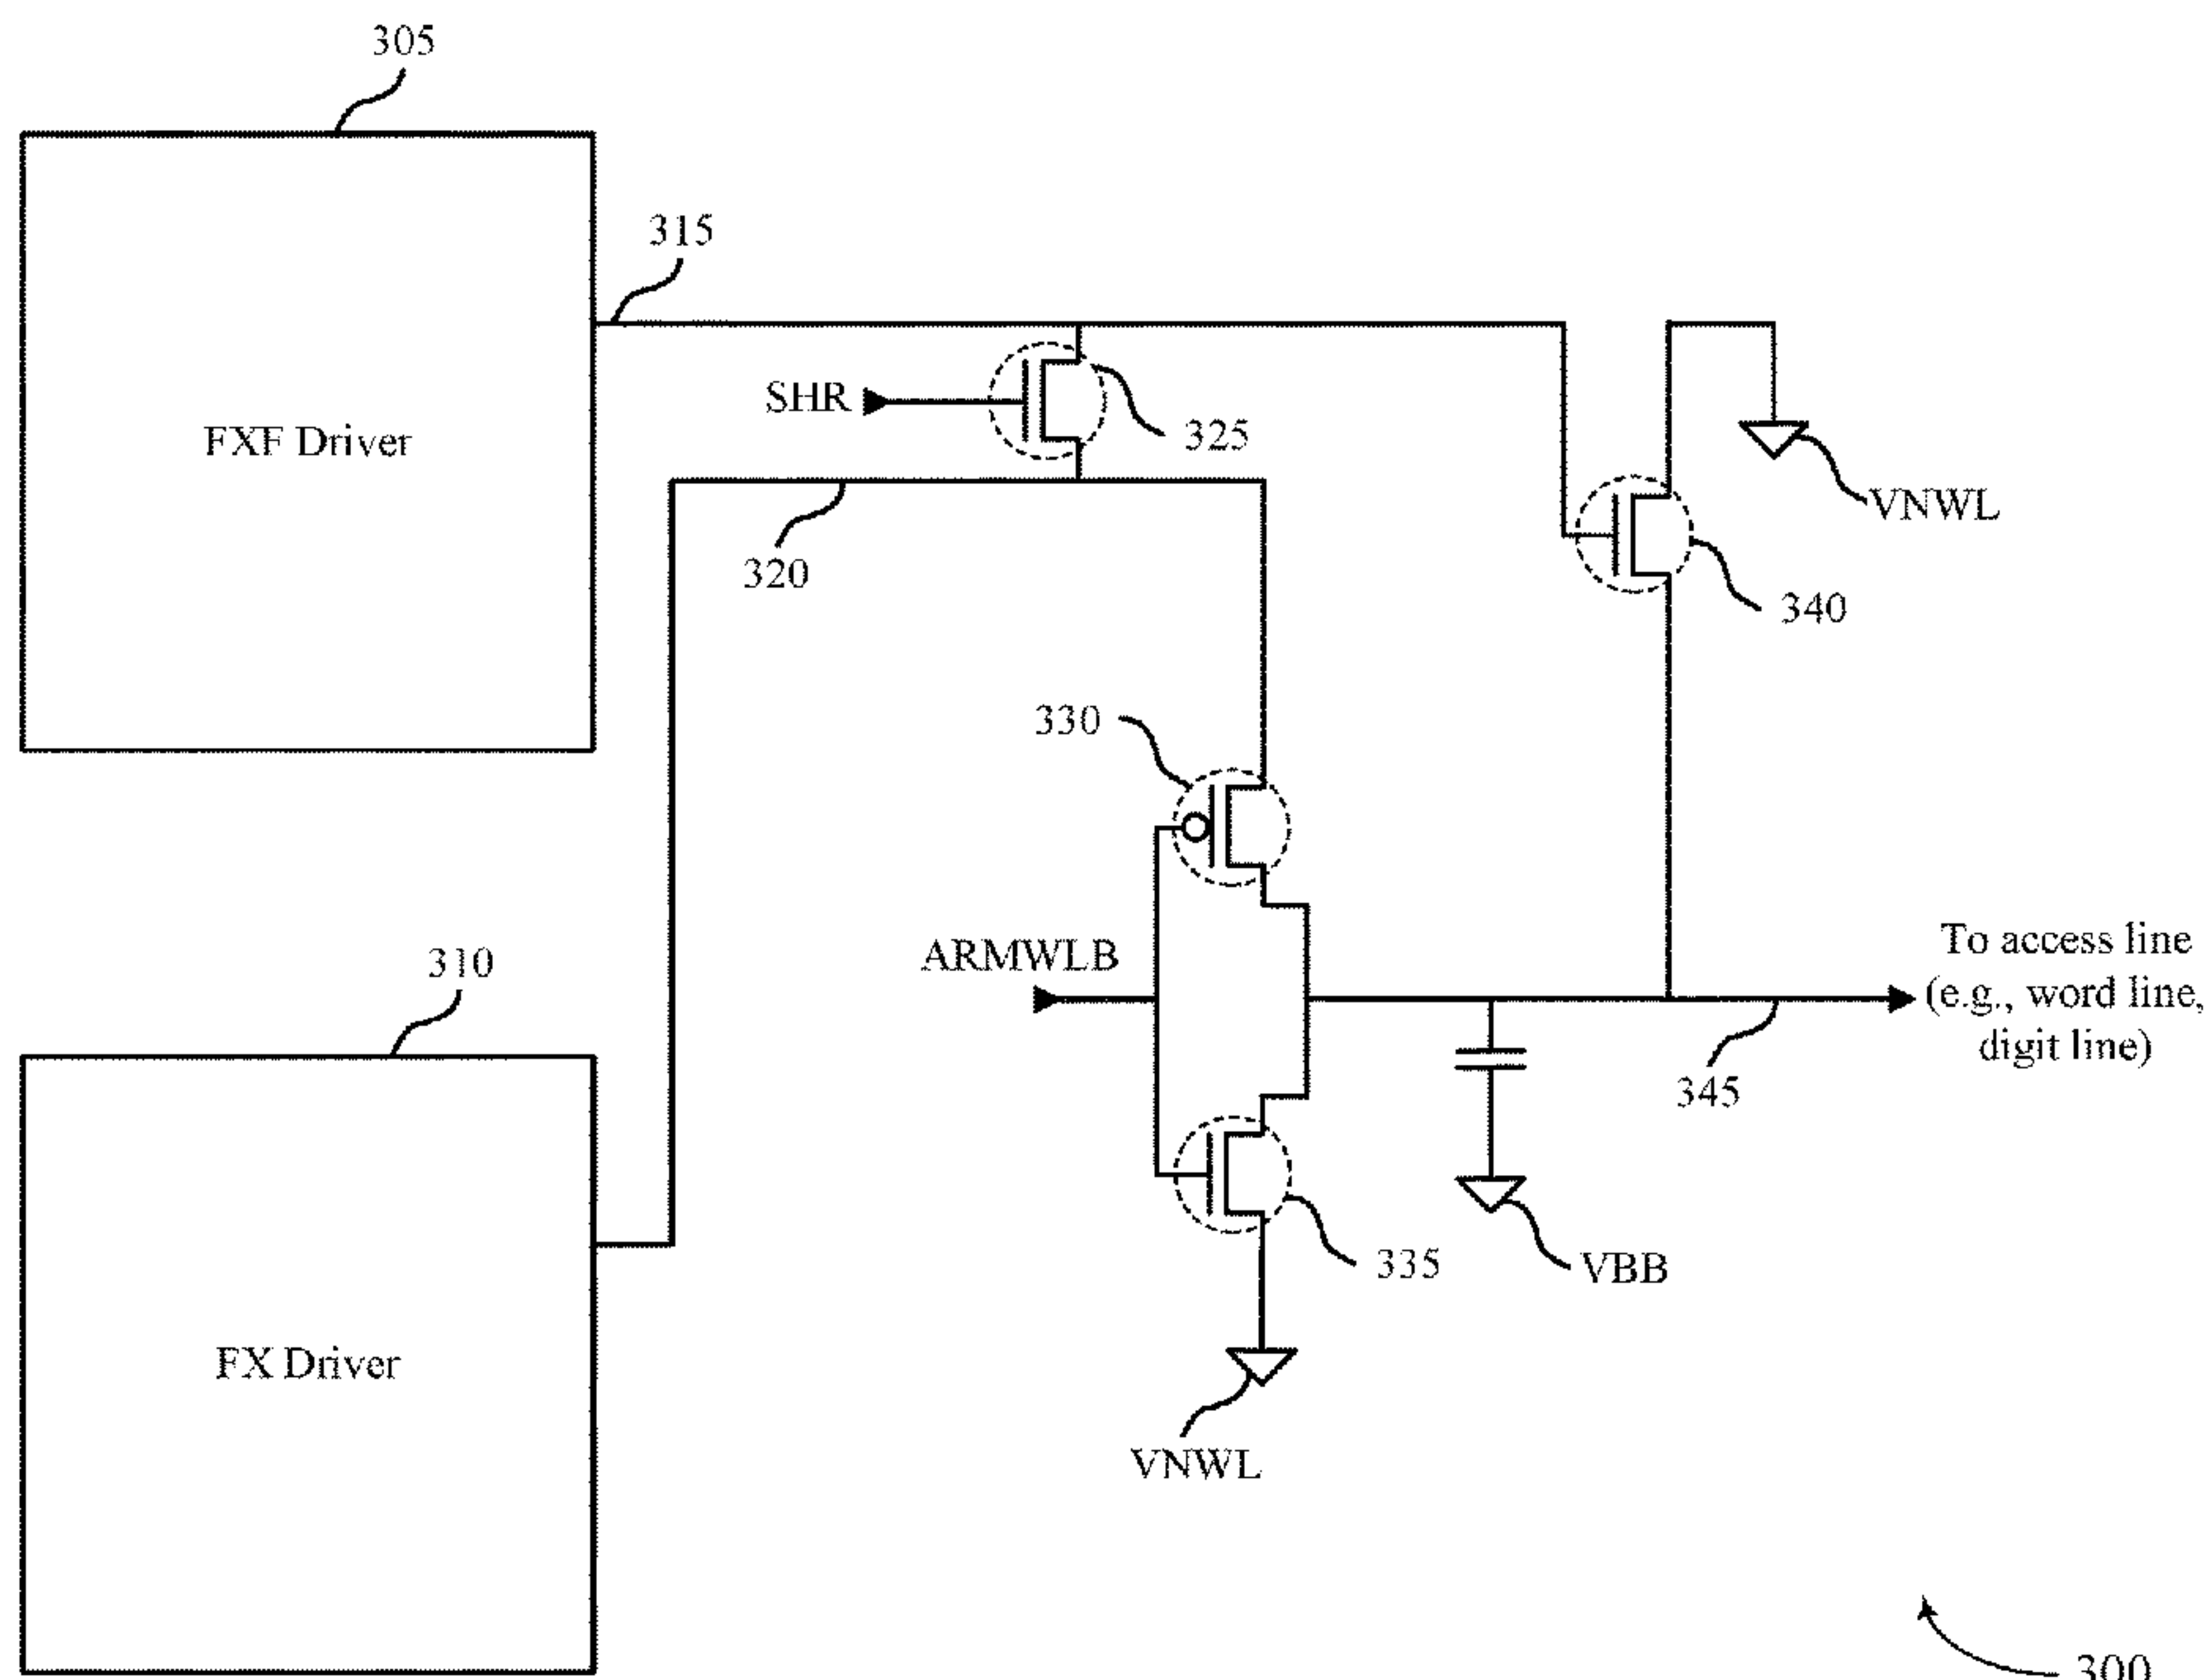 305
315
SHR
325
FXF Driver
VNWL
320
340
330
310
ARMWLB
To access line
(e.g., word line,
digit line)
345
335
VBB
FX Driver
VNWL
300